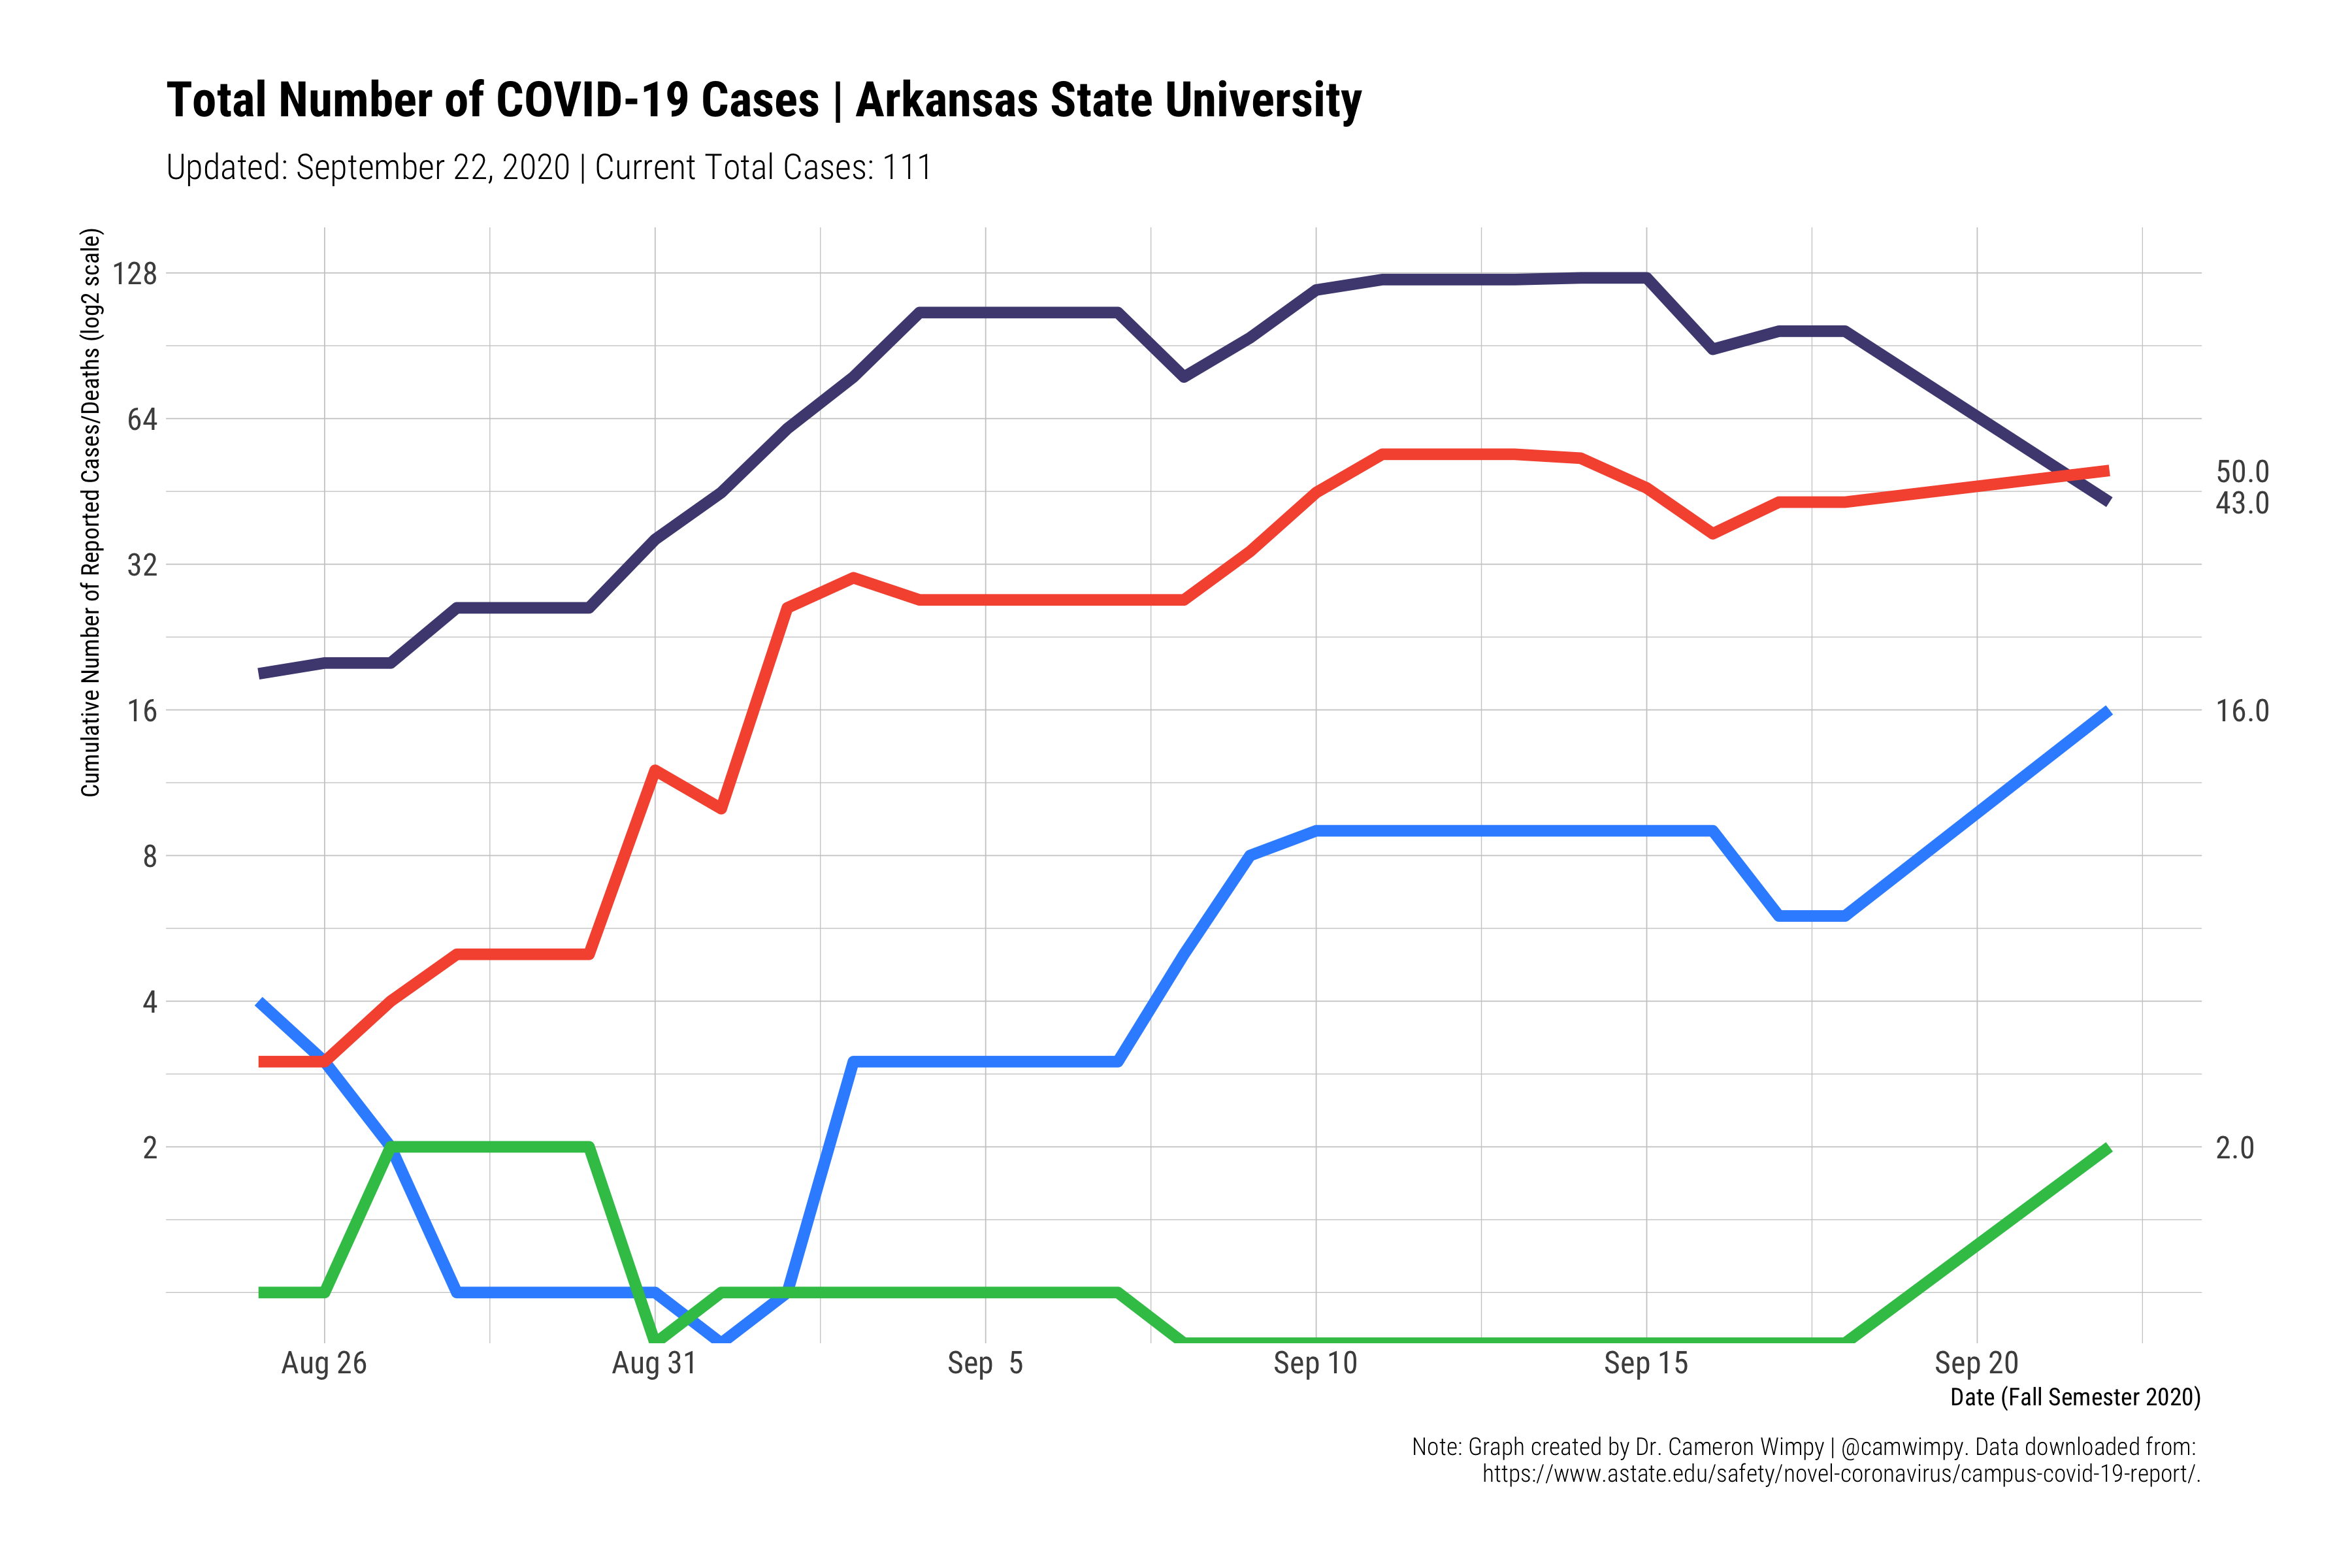 Total Number of COVID-19 Cases | Arkansas State University
Updated: September 22, 2020 | Current Total Cases: 111
Cumulative Number of Reported Cases/Deaths (log2 scale)
128
64
32
16
8
4
2
50.0
43.0
16.0
2.0
Aug 26
Aug 31
Sep  5
Sep 10
Sep 15
Sep 20
Date (Fall Semester 2020)
Note: Graph created by Dr. Cameron Wimpy | @camwimpy. Data downloaded from:
https://www.astate.edu/safety/novel-coronavirus/campus-covid-19-report/.